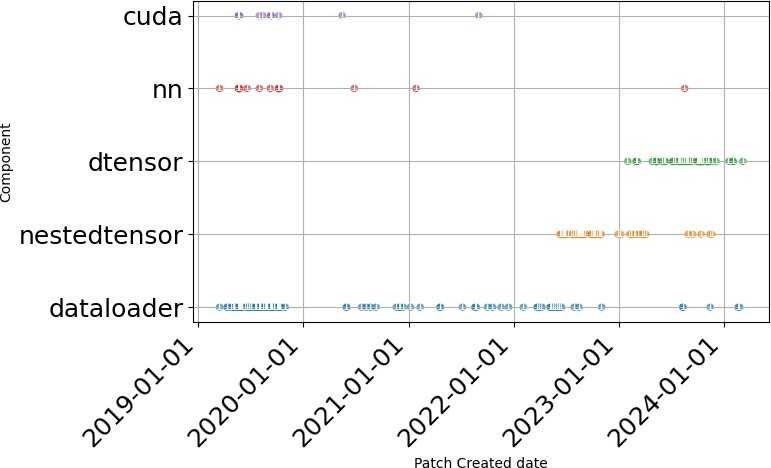 cuda
nn
dtensor
nestedtensor
dataloader
Component
2019-01-01
2020-01-01
2021-01-01
2022-01-01
2023-01-01
2024-01-01
Patch Created date